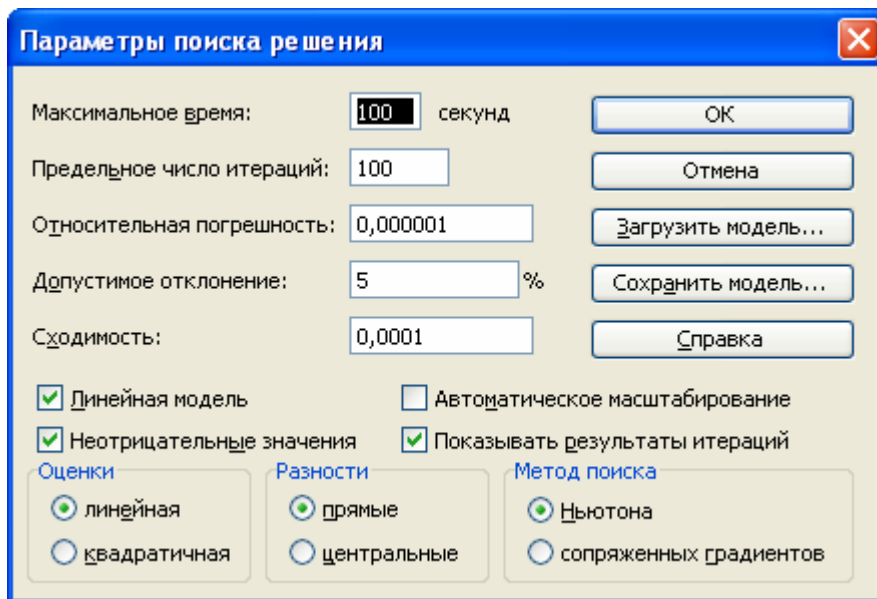 Параметры поиска решения
Максимальное время: 100 секунд
ОК
Предельное число итераций: 100
Отмена
Относительная погрешность: 0,000001
Загрузить модель...
Допустимое отклонение: 5 %
Сохранить модель...
Сходимость: 0,0001
Справка
Линейная модель
Автоматическое масштабирование
Неотрицательные значения
Показывать результаты итераций
Оценки
Разности
Метод поиска
линейная
прямые
Ньютона
квадратичная
центральные
сопряженных градиентов